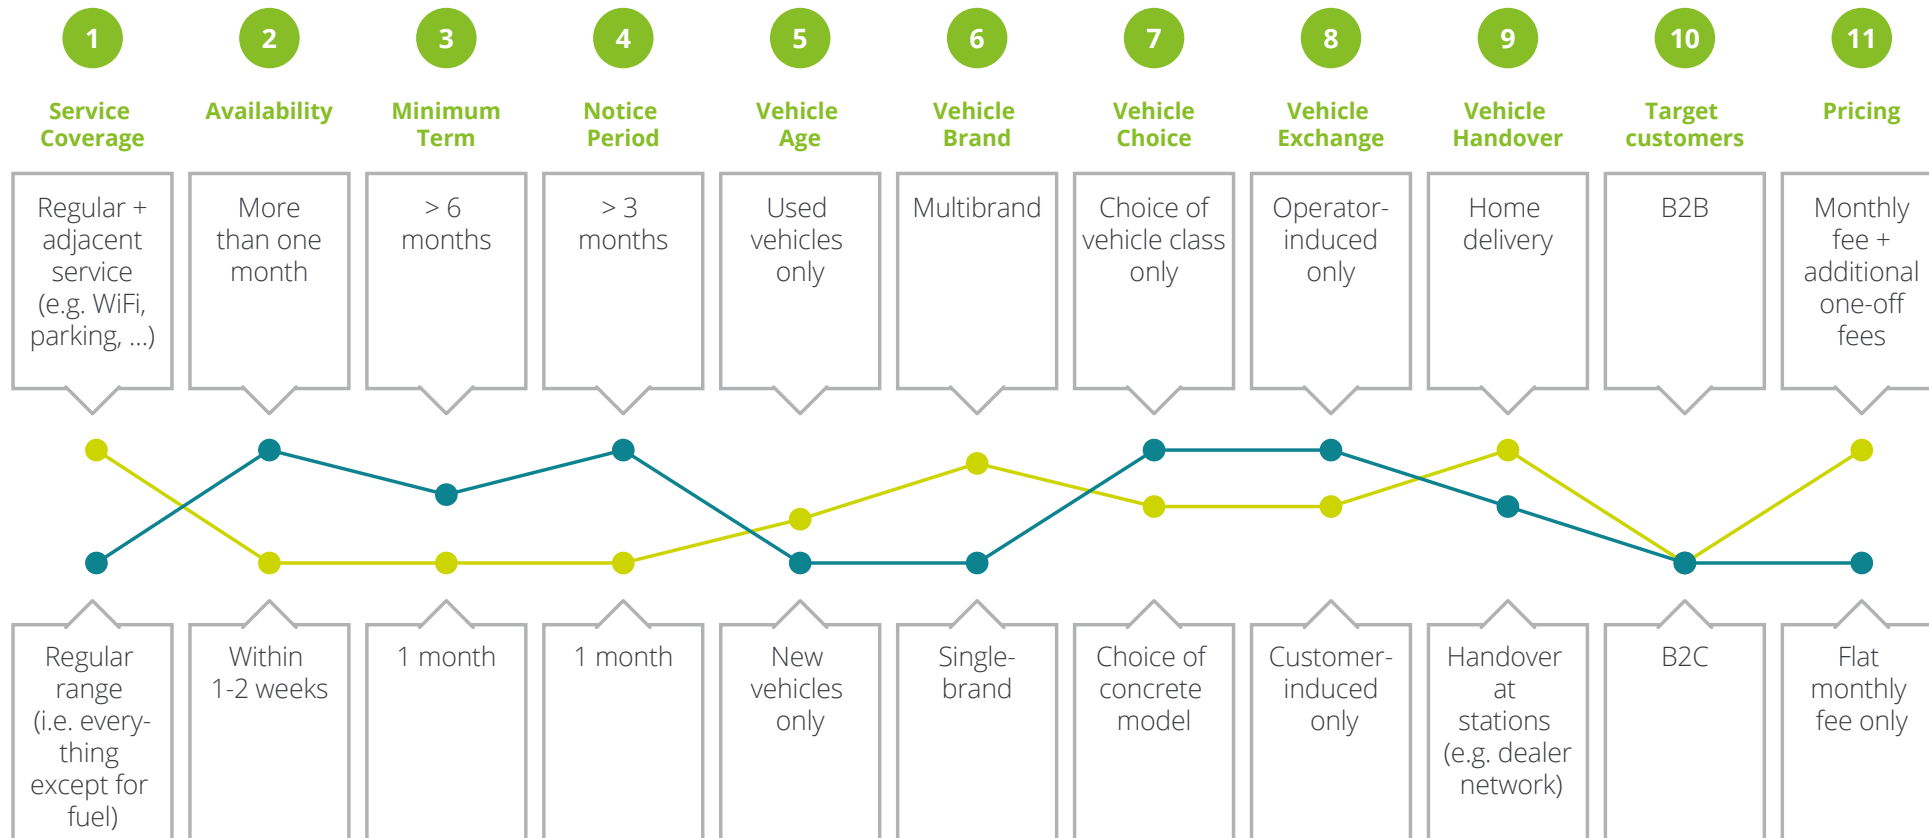 1
2
3
4
5
6
7
8
9
10
11
Service
Coverage
Availability
Minimum
Term
Notice
Period
Vehicle
Age
Vehicle
Brand
Vehicle
Choice
Vehicle
Exchange
Vehicle
Handover
Target
customers
Pricing
Regular +
adjacent
service
(e.g. WiFi,
parking, ...)
More
than one
month
> 6
months
> 3
months
Used
vehicles
only
Multibrand
Choice of
vehicle class
only
Operator-
induced
only
Home
delivery
B2B
Monthly
fee +
additional
one-off
fees
Regular
range
(i.e. every-
thing
except for
fuel)
Within
1-2 weeks
1 month
1 month
New
vehicles
only
Single-
brand
Choice of
concrete
model
Customer-
induced
only
Handover
at
stations
(e.g. dealer
network)
B2C
Flat
monthly
fee only